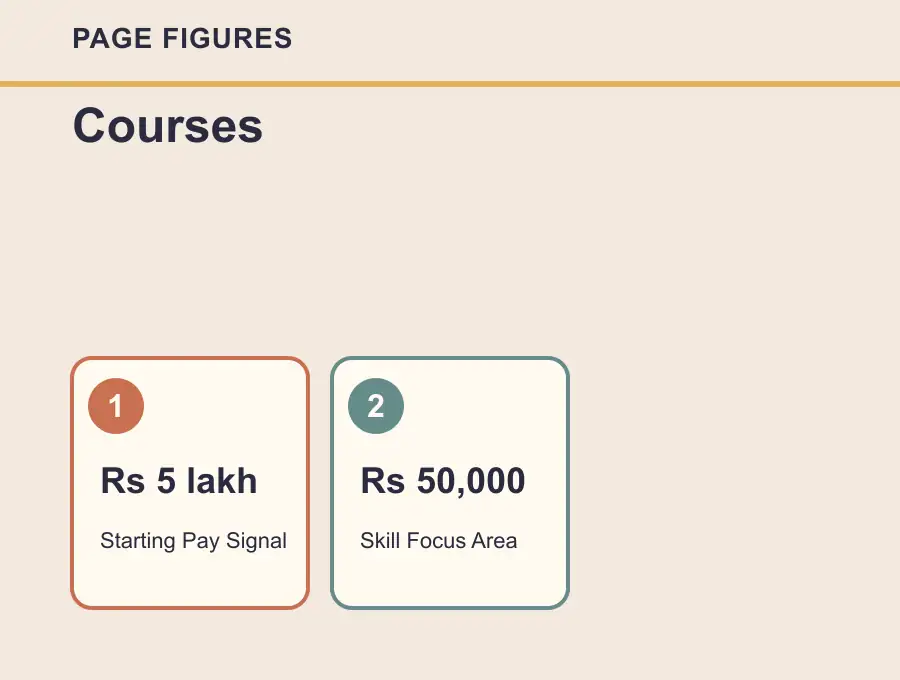 PAGE FIGURES
Courses
1
Rs 5 lakh
Starting Pay Signal
2
Rs 50,000
Skill Focus Area